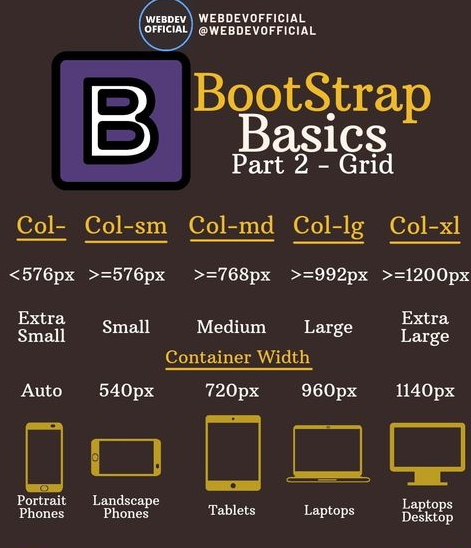 WEBDEV
OFFICIAL
WEBDEVOFFICIAL
@WEBDEVOFFICIAL
B
BootStrap
Basics
Part 2 - Grid
Col- Col-sm Col-md Col-lg Col-xl
<576px >=576px >=768px >=992px >=1200px
Extra Small Small Medium Large Extra Large
Container Width
Auto 540px 720px 960px 1140px
Portrait Phones Landscape Phones Tablets Laptops Laptops Desktop